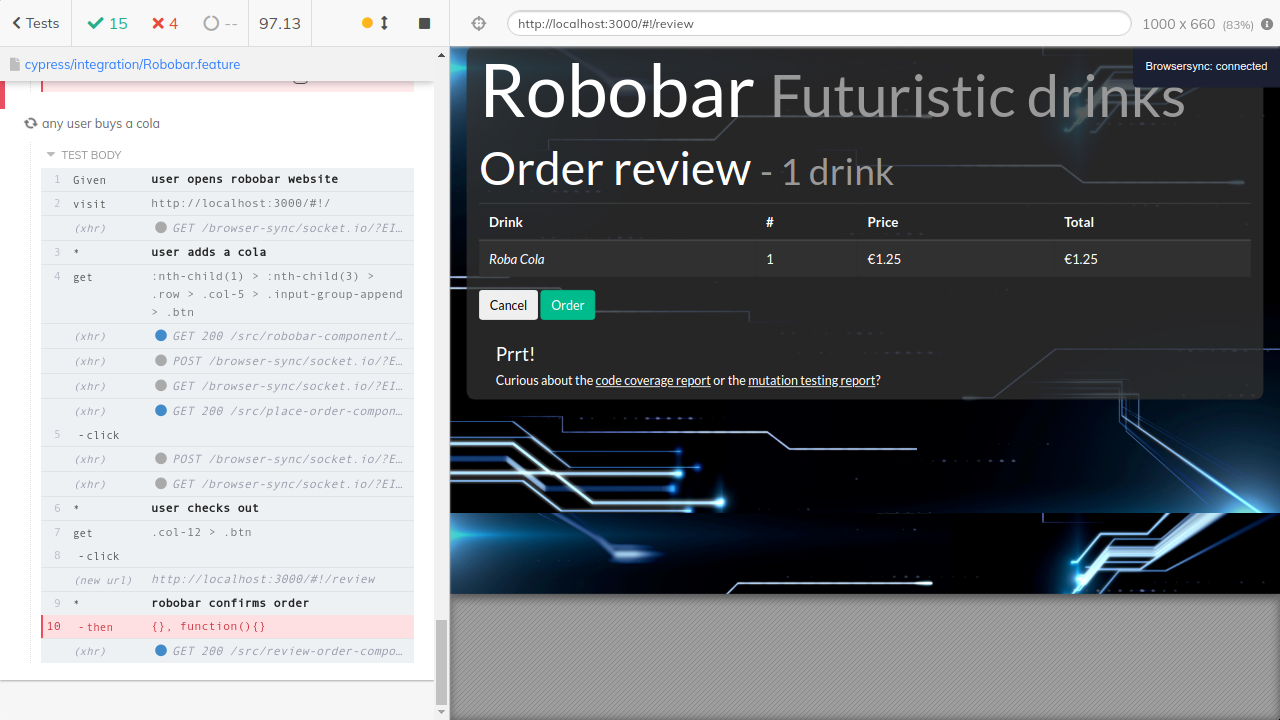 Tests
15
4
--
97.13
http://localhost:3000/#!/review
1000 x 660 (83%)
cypress/integration/Robobar.feature
any user buys a cola
TEST BODY
1 Given user opens robobar website
2 visit http://localhost:3000/#!/
(xhr) GET /browser-sync/socket.io/?EI…
3 * user adds a cola
4 get :nth-child(1) > :nth-child(3) >
.row > .col-5 > .input-group-append
> .btn
(xhr) GET 200 /src/robobar-component/…
(xhr) POST /browser-sync/socket.io/?E…
(xhr) GET /browser-sync/socket.io/?EI…
(xhr) GET 200 /src/place-order-compon…
5 -click
(xhr) POST /browser-sync/socket.io/?E…
(xhr) GET /browser-sync/socket.io/?EI…
6 * user checks out
7 get .col-12 > .btn
8 -click
(new url) http://localhost:3000/#!/review
9 * robobar confirms order
10 -then {}, function(){}
(xhr) GET 200 /src/review-order-compo…
Browsersync: connected
Robobar Futuristic drinks
Order review - 1 drink
Drink # Price Total
Roba Cola 1 €1.25 €1.25
Cancel Order
Prrt!
Curious about the code coverage report or the mutation testing report?